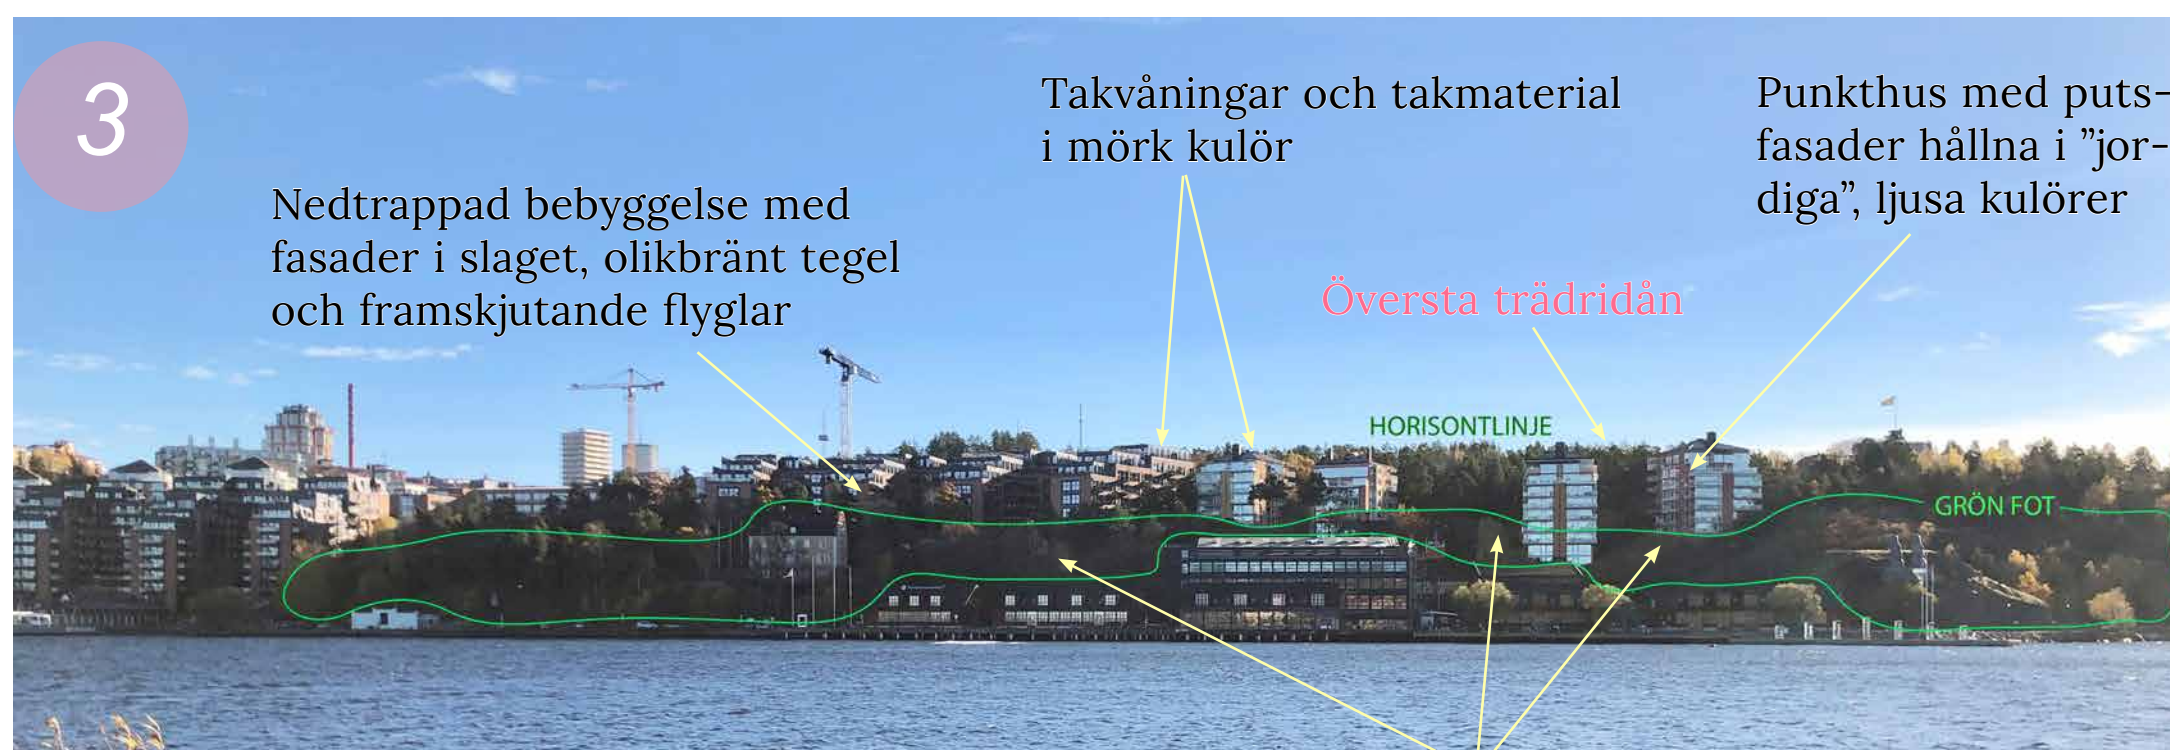 3
Takvåningar och takmaterial
i mörk kulör
Punkthus med puts-
fasader hållna i ”jor-
diga”, ljusa kulörer
Nedtrappad bebyggelse med
fasader i slaget, olikbränt tegel
och framskjutande flyglar
Översta trädridån
HORISONTLINJE
GRÖN FOT